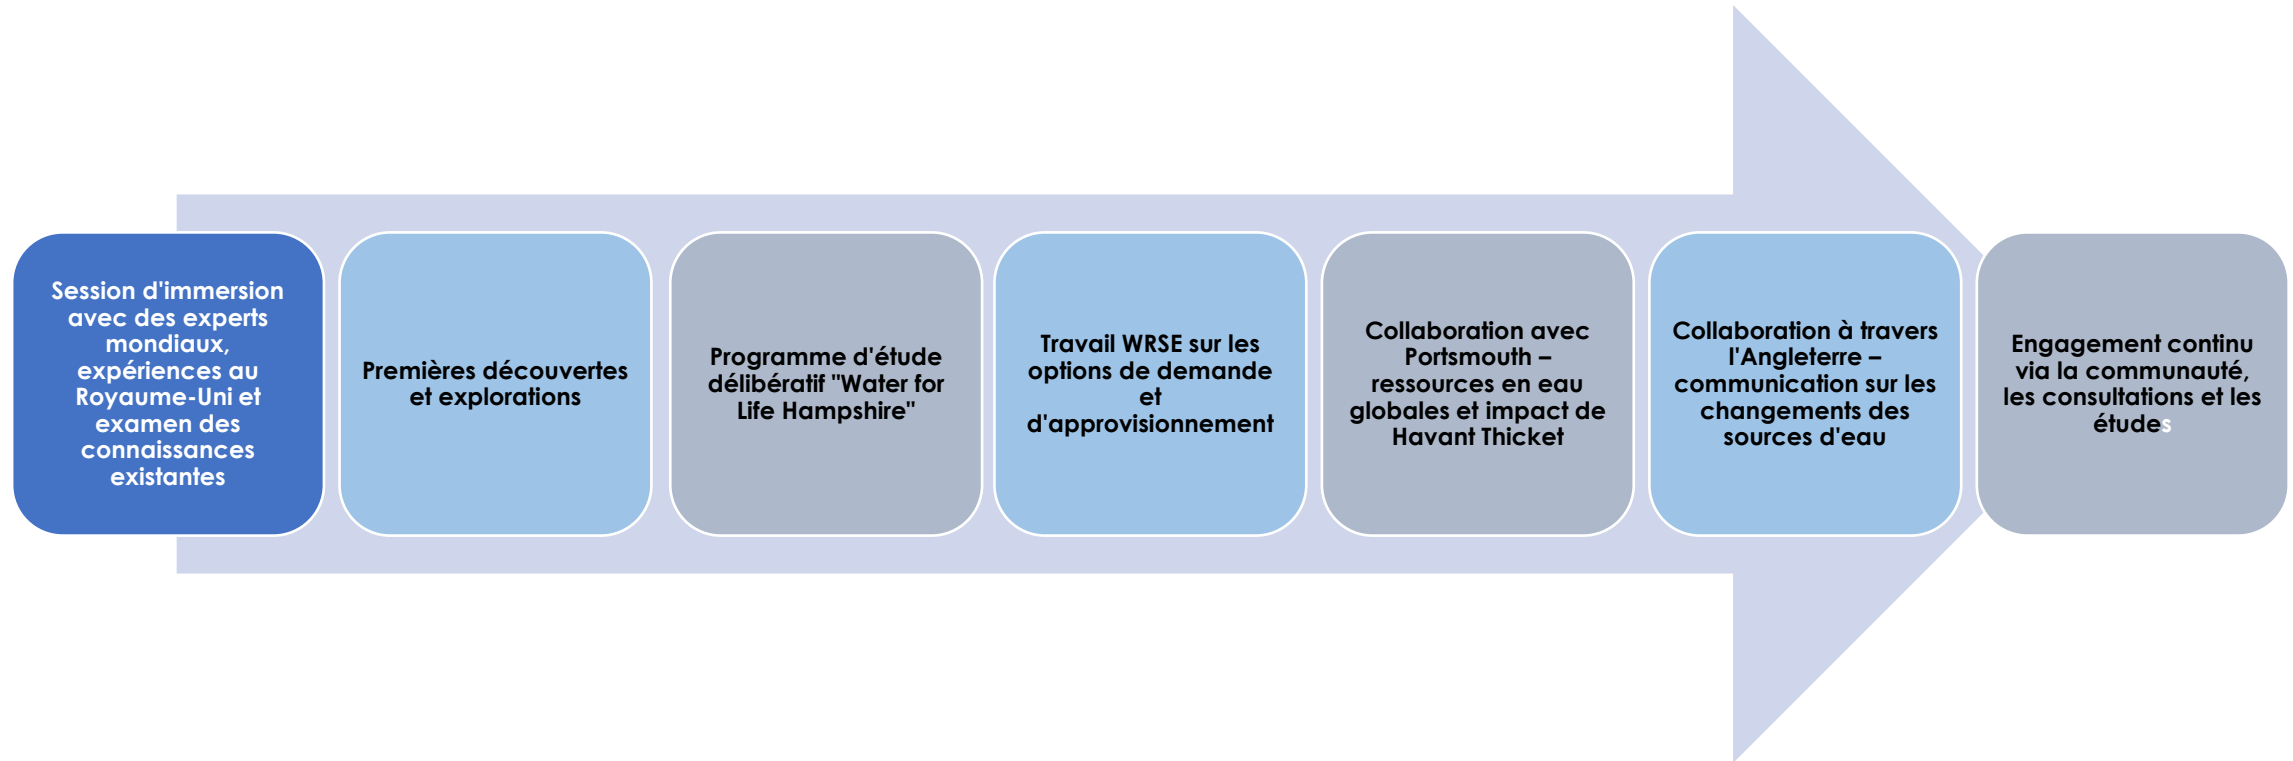 Session d'immersion
avec des experts
mondiaux,
expériences au
Royaume-Uni et
examen des
connaissances
existantes
Premières découvertes
et explorations
Programme d'étude
délibératif "Water for
Life Hampshire"
Travail WRSE sur les
options de demande
et
d'approvisionnement
Collaboration avec
Portsmouth –
ressources en eau
globales et impact de
Havant Thicket
Collaboration à travers
l'Angleterre –
communication sur les
changements des
sources d'eau
Engagement continu
via la communauté,
les consultations et les
études